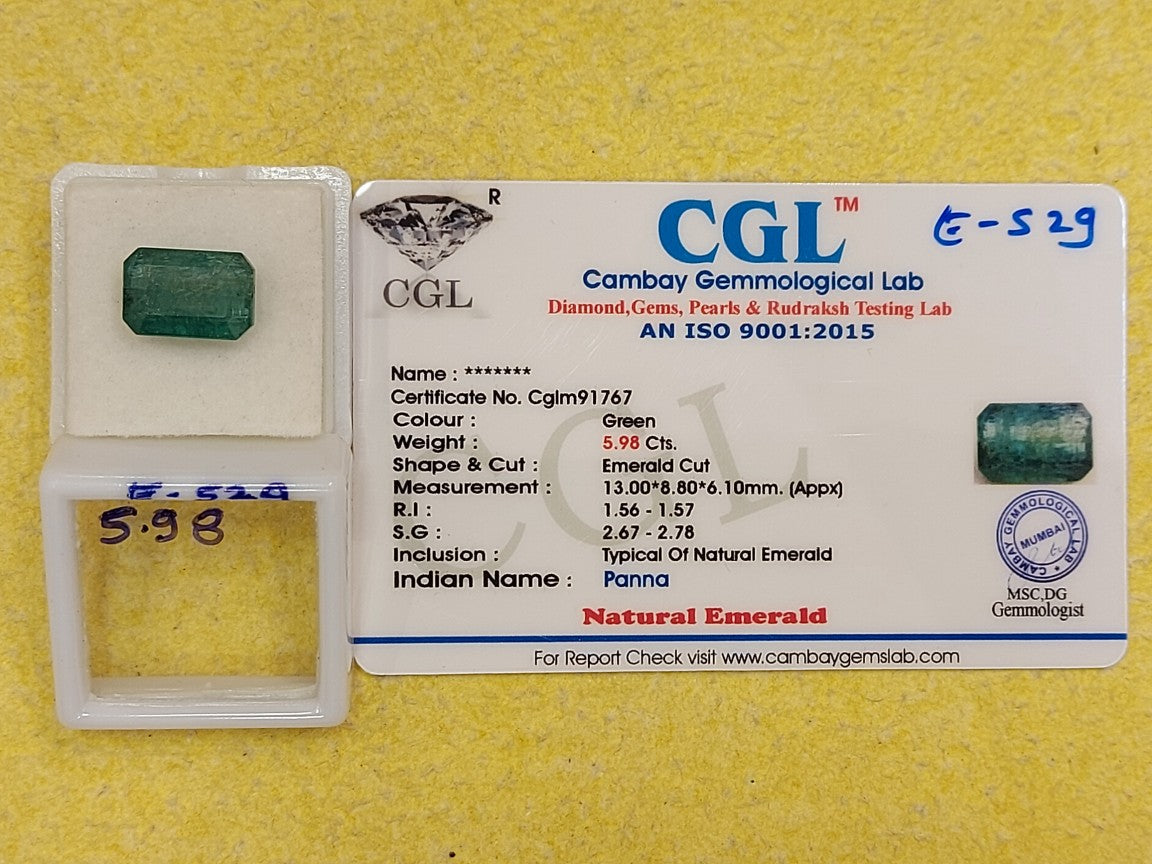 E-529
5.98
R
CGL
CGL™
E-529
Cambay Gemmological Lab
Diamond,Gems, Pearls & Rudraksh Testing Lab
AN ISO 9001:2015
Name : *******
Certificate No. Cglm91767
Colour : Green
Weight : 5.98 Cts.
Shape & Cut : Emerald Cut
Measurement : 13.00*8.80*6.10mm. (Appx)
R.I : 1.56 - 1.57
S.G : 2.67 - 2.78
Inclusion : Typical Of Natural Emerald
Indian Name : Panna
Natural Emerald
For Report Check visit www.cambaygemslab.com
CGL
CAMBAY GEMMOLOGICAL LAB
MUMBAI
MSC,DG
Gemmologist